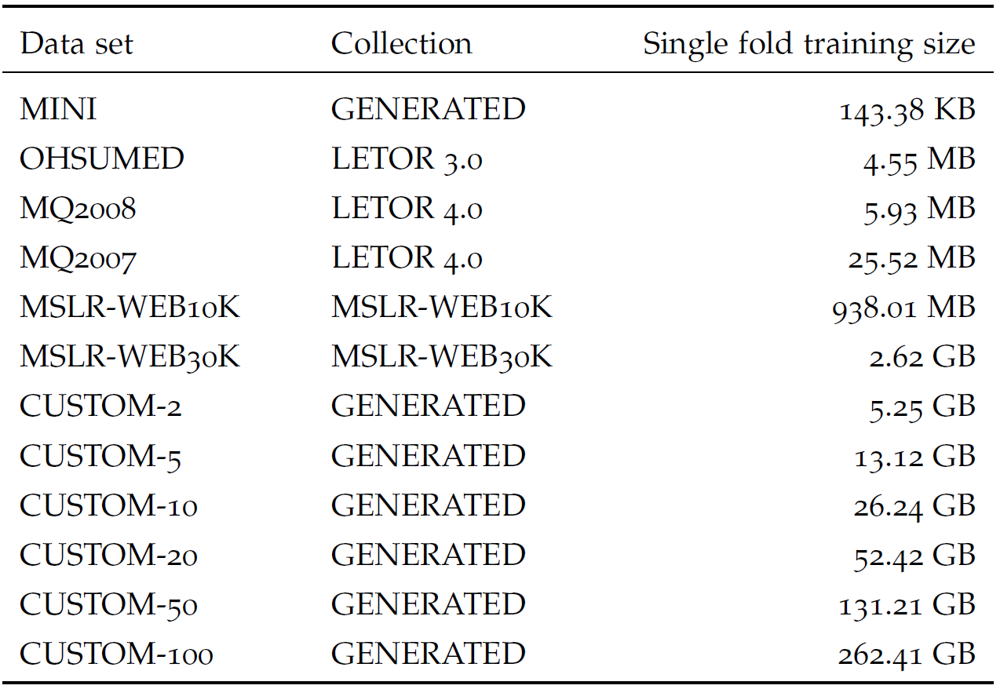 Data set Collection Single fold training size
MINI GENERATED 143.38 KB
OHSUMED LETOR 3.0 4.55 MB
MQ2008 LETOR 4.0 5.93 MB
MQ2007 LETOR 4.0 25.52 MB
MSLR-WEB10K MSLR-WEB10K 938.01 MB
MSLR-WEB30K MSLR-WEB30K 2.62 GB
CUSTOM-2 GENERATED 5.25 GB
CUSTOM-5 GENERATED 13.12 GB
CUSTOM-10 GENERATED 26.24 GB
CUSTOM-20 GENERATED 52.42 GB
CUSTOM-50 GENERATED 131.21 GB
CUSTOM-100 GENERATED 262.41 GB